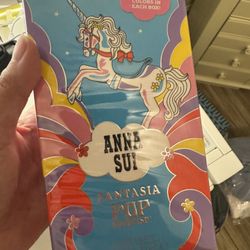 COLORS IN
EACH BOX!
ANNA
SUI
FANTASIA
POP